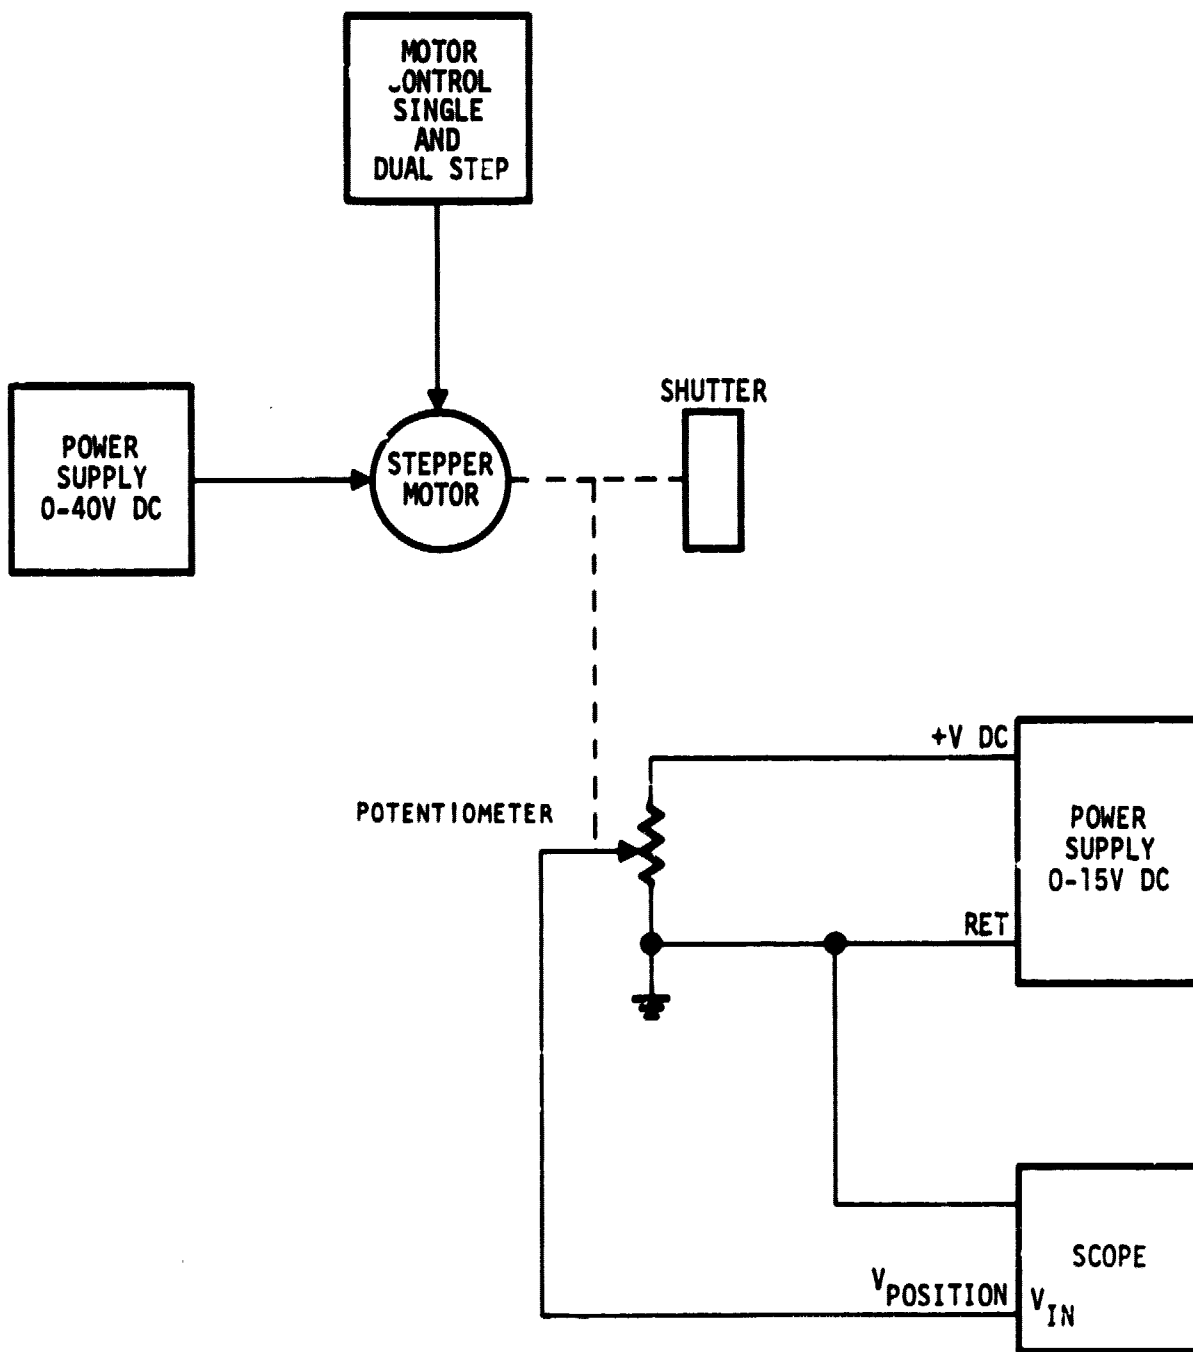 MOTOR
CONTROL
SINGLE
AND
DUAL STEP
SHUTTER
POWER
SUPPLY
0-40V DC
STEPPER
MOTOR
+V DC
POTENTIOMETER
POWER
SUPPLY
0-15V DC
RET
SCOPE
VPOSITION
VIN